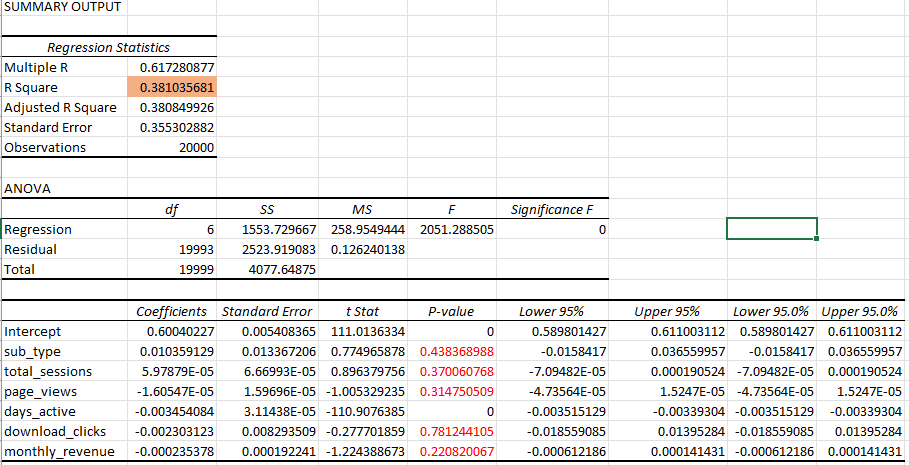 SUMMARY OUTPUT
Regression Statistics
Multiple R 0.617280877
R Square 0.381035681
Adjusted R Square 0.380849926
Standard Error 0.355302882
Observations 20000
ANOVA
df SS MS F Significance F
Regression 6 1553.729667 258.9549444 2051.288505 0
Residual 19993 2523.919083 0.126240138
Total 19999 4077.64875
Coefficients Standard Error t Stat P-value Lower 95% Upper 95% Lower 95.0% Upper 95.0%
Intercept 0.60040227 0.005408365 111.0136334 0 0.589801427 0.611003112 0.589801427 0.611003112
sub_type 0.010359129 0.013367206 0.774965878 0.438368988 -0.0158417 0.036559957 -0.0158417 0.036559957
total_sessions 5.97879E-05 6.66993E-05 0.896379756 0.370060768 -7.09482E-05 0.000190524 -7.09482E-05 0.000190524
page_views -1.60547E-05 1.59696E-05 -1.005329235 0.314750509 -4.73564E-05 1.5247E-05 -4.73564E-05 1.5247E-05
days_active -0.003454084 3.11438E-05 -110.9076385 0 -0.003515129 -0.00339304 -0.003515129 -0.00339304
download_clicks -0.002303123 0.008293509 -0.277701859 0.781244105 -0.018559085 0.01395284 -0.018559085 0.01395284
monthly_revenue -0.000235378 0.000192241 -1.224388673 0.220820067 -0.000612186 0.000141431 -0.000612186 0.000141431